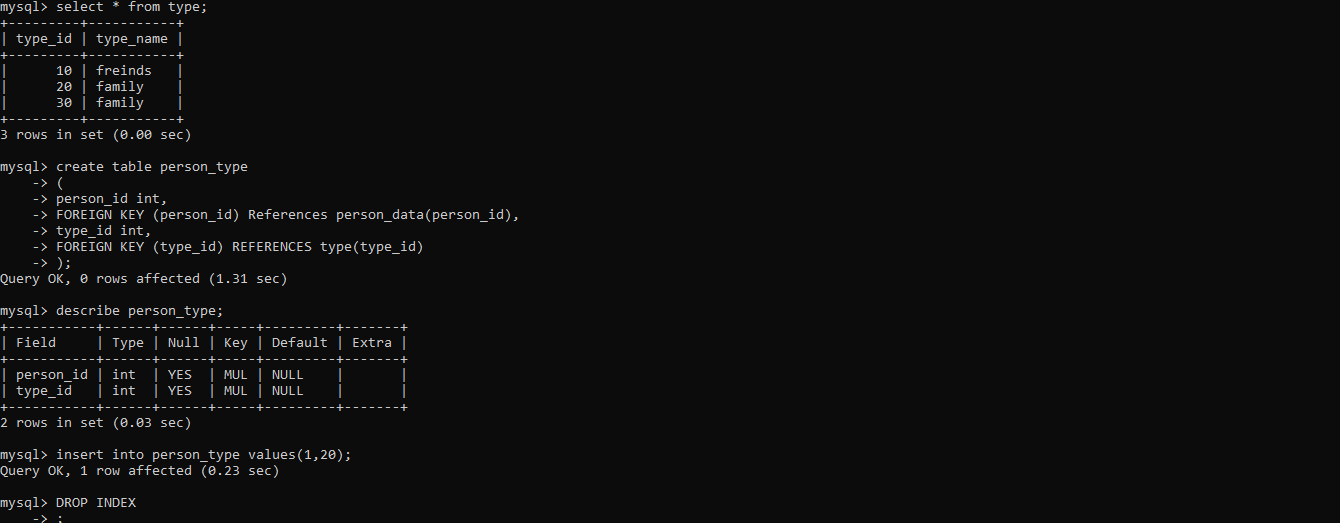 mysql> select * from type;
+---------+-----------+
| type_id | type_name |
+---------+-----------+
|      10 | freinds   |
|      20 | family    |
|      30 | family    |
+---------+-----------+
3 rows in set (0.00 sec)

mysql> create table person_type
    -> (
    -> person_id int,
    -> FOREIGN KEY (person_id) References person_data(person_id),
    -> type_id int,
    -> FOREIGN KEY (type_id) REFERENCES type(type_id)
    -> );
Query OK, 0 rows affected (1.31 sec)

mysql> describe person_type;
+-----------+------+------+-----+---------+-------+
| Field     | Type | Null | Key | Default | Extra |
+-----------+------+------+-----+---------+-------+
| person_id | int  | YES  | MUL | NULL    |       |
| type_id   | int  | YES  | MUL | NULL    |       |
+-----------+------+------+-----+---------+-------+
2 rows in set (0.03 sec)

mysql> insert into person_type values(1,20);
Query OK, 1 row affected (0.23 sec)

mysql> DROP INDEX
    -> ;